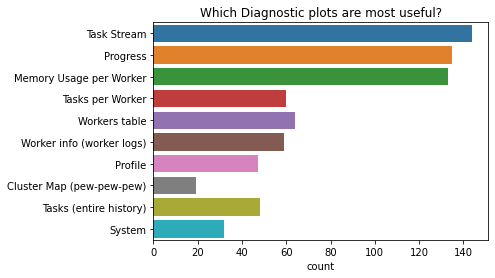 Which Diagnostic plots are most useful?
Task Stream
Progress
Memory Usage per Worker
Tasks per Worker
Workers table
Worker info (worker logs)
Profile
Cluster Map (pew-pew-pew)
Tasks (entire history)
System
0 20 40 60 80 100 120 140
count